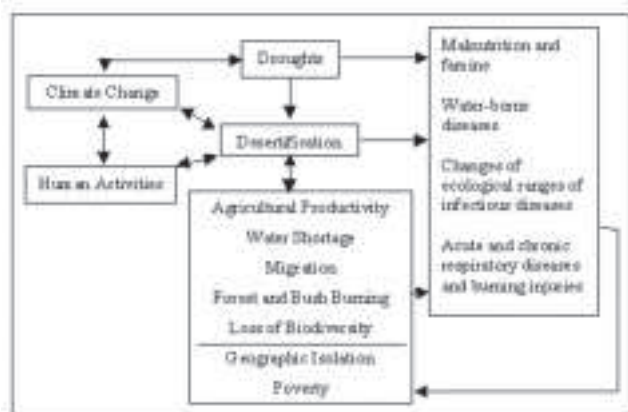 Droughts
Climate Change
Desertification
Human Activities
Agricultural Productivity
Water Shortage
Migration
Forest and Bush Burning
Loss of Biodiversity
Geographic Isolation
Poverty
Malnutrition and
famine
Water-borne
diseases
Changes of
ecological ranges of
infectious diseases
Acute and chronic
respiratory diseases
and burning injuries